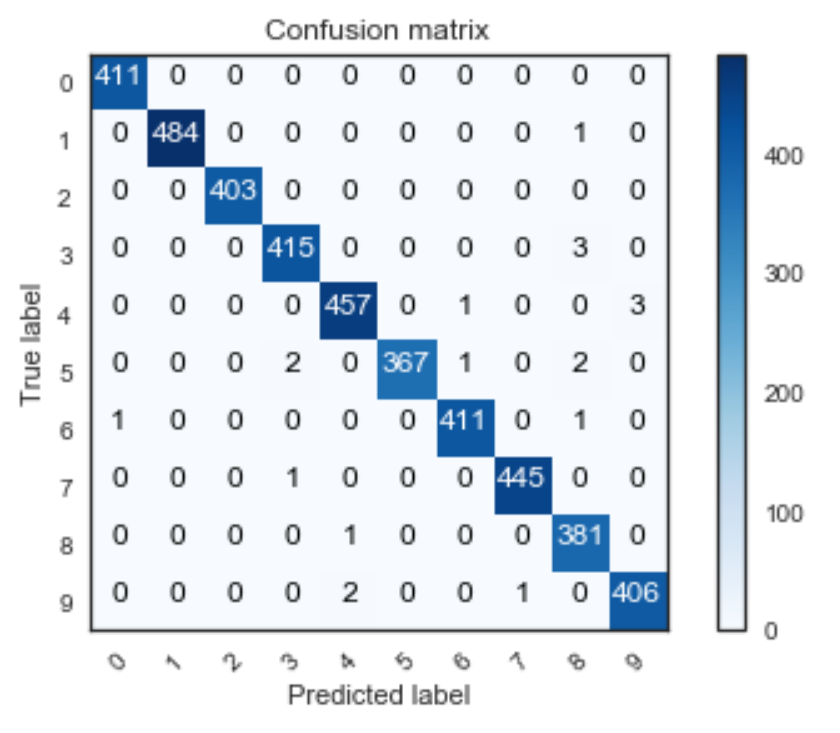 Confusion matrix
0 411 0 0 0 0 0 0 0 0 0
1 0 484 0 0 0 0 0 0 1 0
2 0 0 403 0 0 0 0 0 0 0
3 0 0 0 415 0 0 0 0 3 0
4 0 0 0 0 457 0 1 0 0 3
5 0 0 0 2 0 367 1 0 2 0
6 1 0 0 0 0 0 411 0 1 0
7 0 0 0 1 0 0 0 445 0 0
8 0 0 0 0 1 0 0 0 381 0
9 0 0 0 0 2 0 0 1 0 406
0 1 2 3 4 5 6 7 8 9
Predicted label
True label
400
300
200
100
0